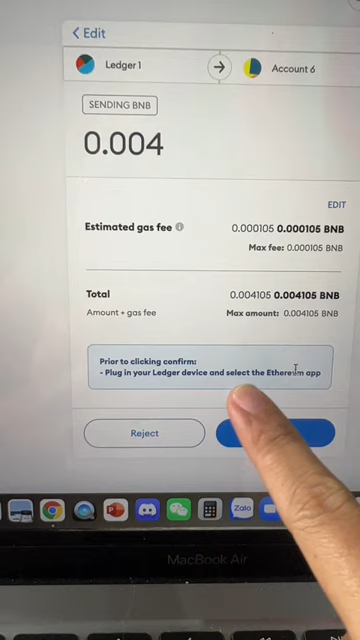 Edit
Ledger 1
Account 6
SENDING BNB
0.004
EDIT
Estimated gas fee 0.000105 0.000105 BNB
Max fee: 0.000105 BNB
Total 0.004105 0.004105 BNB
Amount + gas fee Max amount: 0.004105 BNB
Prior to clicking confirm:
- Plug in your Ledger device and select the Ethereum app
Reject
Zalo
MacBook Air